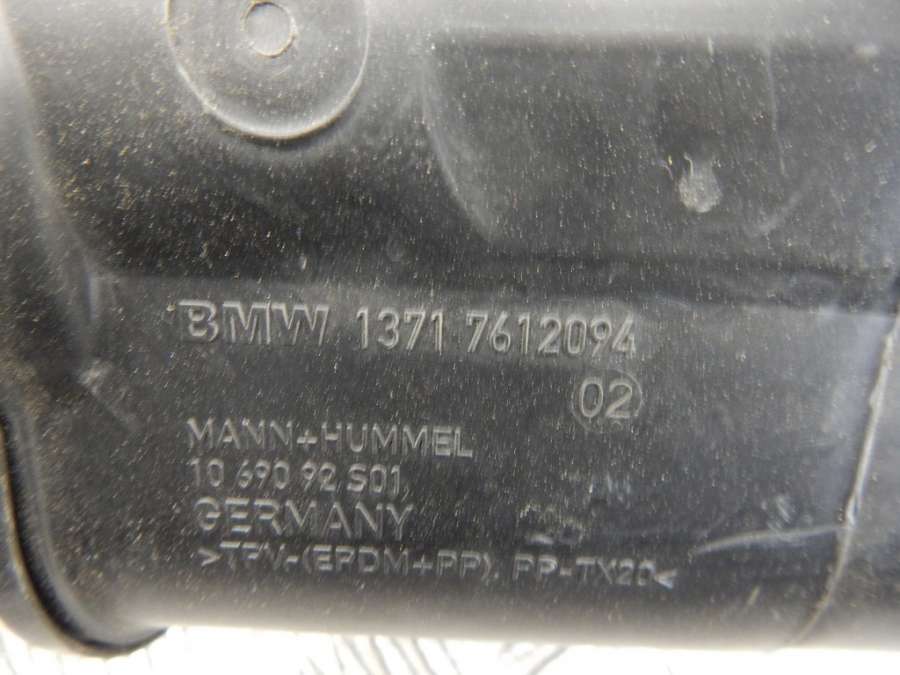 BMW 1371 7612094
02
MANN+HUMMEL
10 690 92 S01
GERMANY
>TPV-(EPDM+PP), PP-TX20<